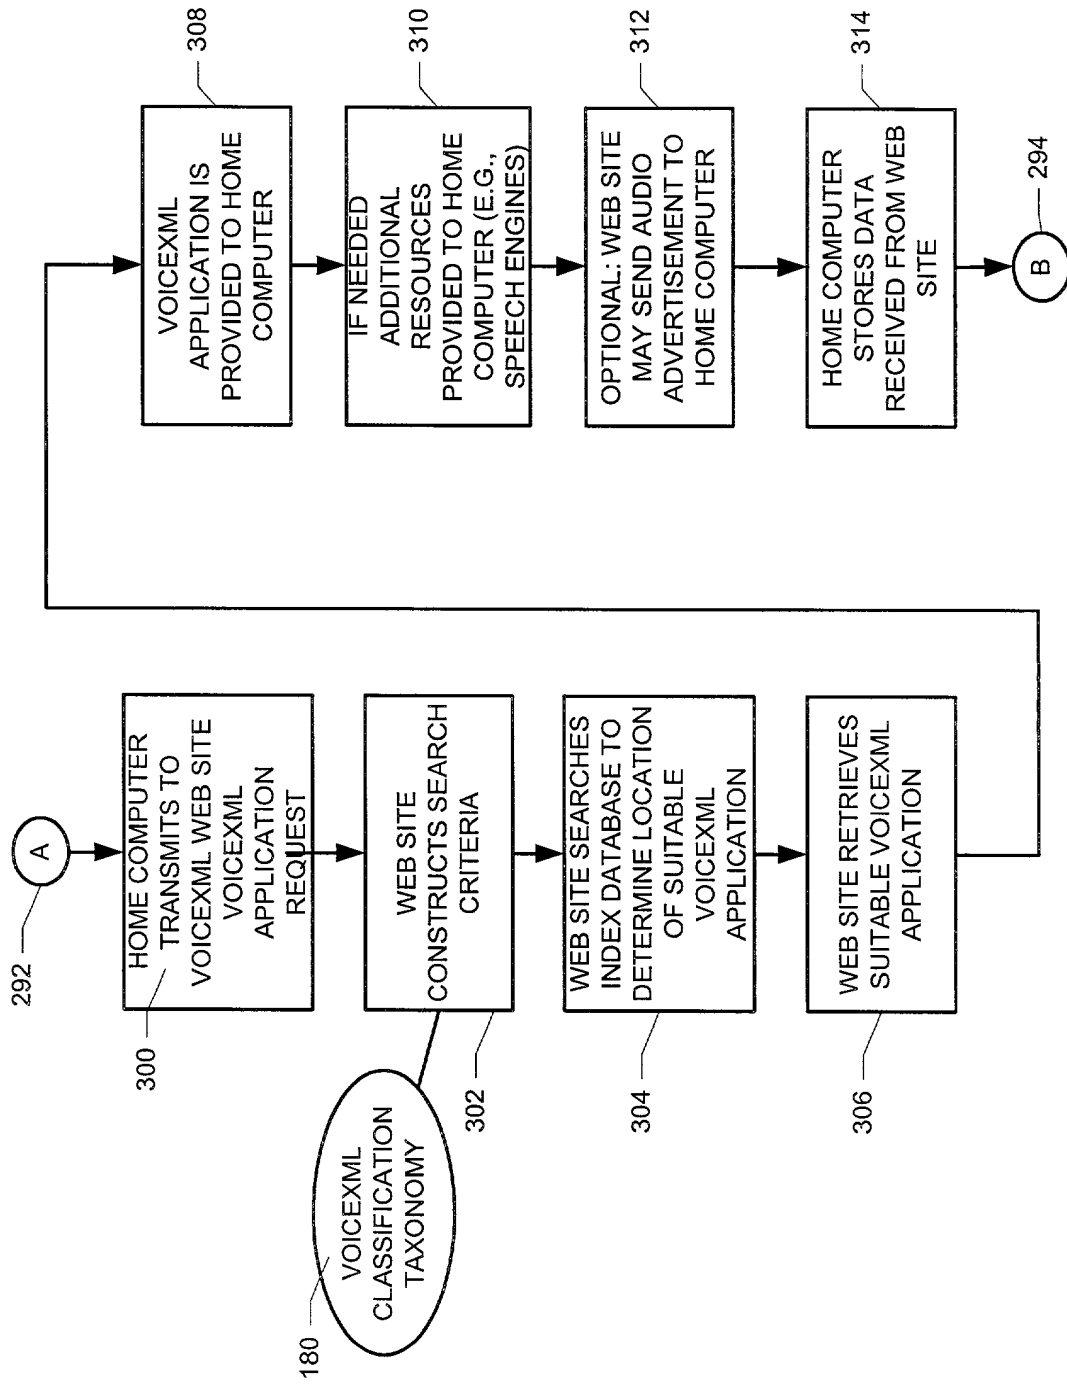 292
A
300
HOME COMPUTER
TRANSMITS TO
VOICEXML WEB SITE
VOICEXML
APPLICATION
REQUEST
180
VOICEXML
CLASSIFICATION
TAXONOMY
302
WEB SITE
CONSTRUCTS SEARCH
CRITERIA
304
WEB SITE SEARCHES
INDEX DATABASE TO
DETERMINE LOCATION
OF SUITABLE
VOICEXML
APPLICATION
306
WEB SITE RETRIEVES
SUITABLE VOICEXML
APPLICATION
VOICEXML
APPLICATION IS
PROVIDED TO HOME
COMPUTER
308
IF NEEDED
ADDITIONAL
RESOURCES
PROVIDED TO HOME
COMPUTER (E.G.,
SPEECH ENGINES)
310
OPTIONAL: WEB SITE
MAY SEND AUDIO
ADVERTISEMENT TO
HOME COMPUTER
312
HOME COMPUTER
STORES DATA
RECEIVED FROM WEB
SITE
314
B
294